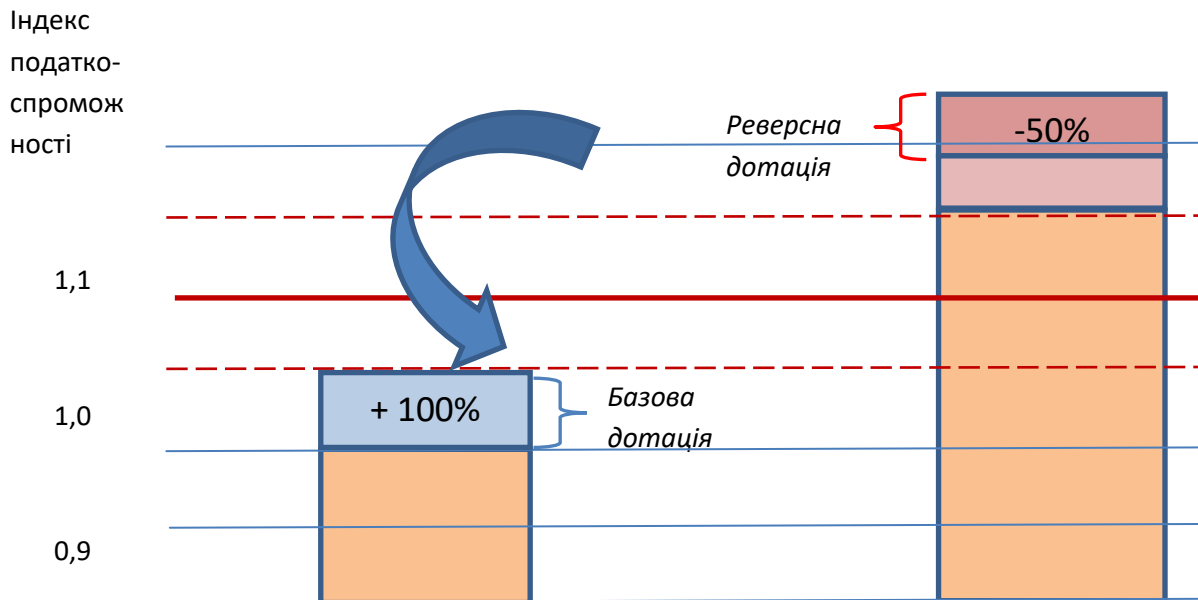 Індекс
податко-
спромож
ності
Реверсна
дотація
-50%
1,1
+ 100%
Базова
дотація
1,0
0,9